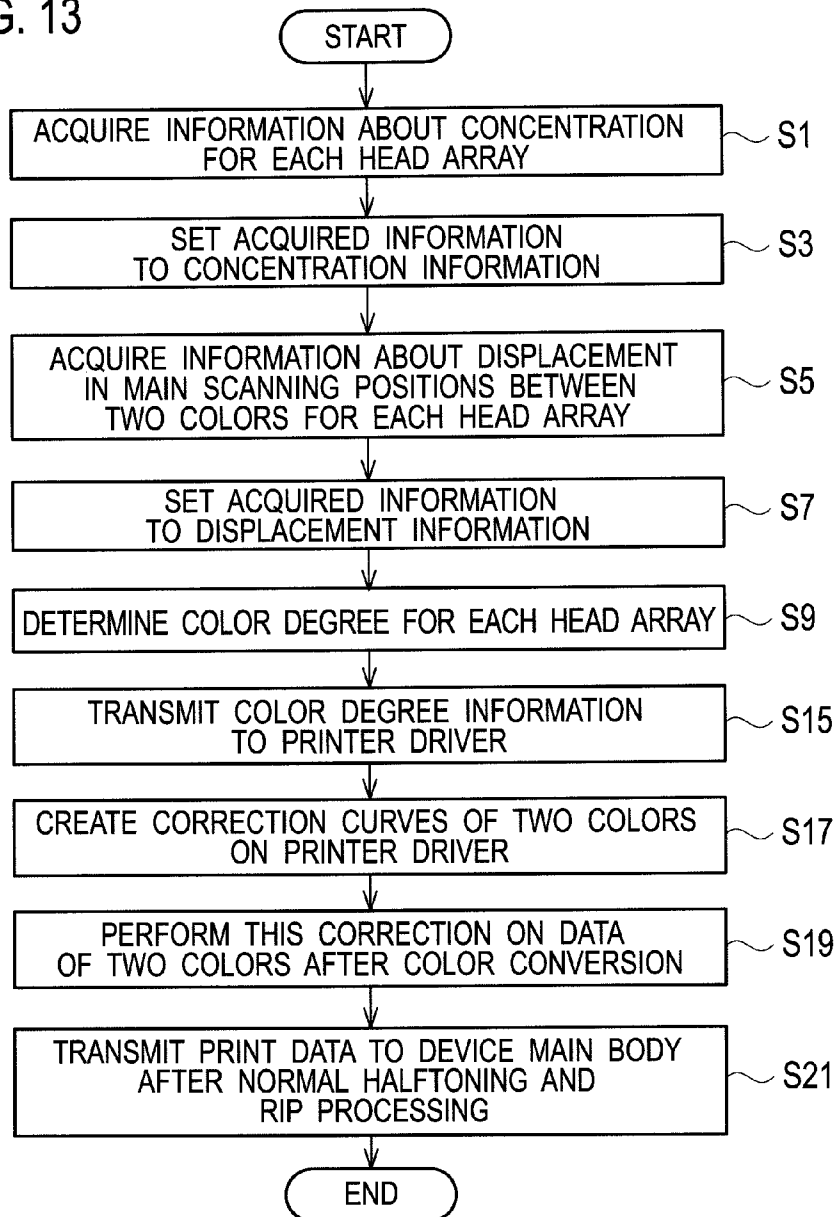 G. 13
START
ACQUIRE INFORMATION ABOUT CONCENTRATION
FOR EACH HEAD ARRAY
S1
SET ACQUIRED INFORMATION
TO CONCENTRATION INFORMATION
S3
ACQUIRE INFORMATION ABOUT DISPLACEMENT
IN MAIN SCANNING POSITIONS BETWEEN
TWO COLORS FOR EACH HEAD ARRAY
S5
SET ACQUIRED INFORMATION
TO DISPLACEMENT INFORMATION
S7
DETERMINE COLOR DEGREE FOR EACH HEAD ARRAY
S9
TRANSMIT COLOR DEGREE INFORMATION
TO PRINTER DRIVER
S15
CREATE CORRECTION CURVES OF TWO COLORS
ON PRINTER DRIVER
S17
PERFORM THIS CORRECTION ON DATA
OF TWO COLORS AFTER COLOR CONVERSION
S19
TRANSMIT PRINT DATA TO DEVICE MAIN BODY
AFTER NORMAL HALFTONING AND
RIP PROCESSING
S21
END